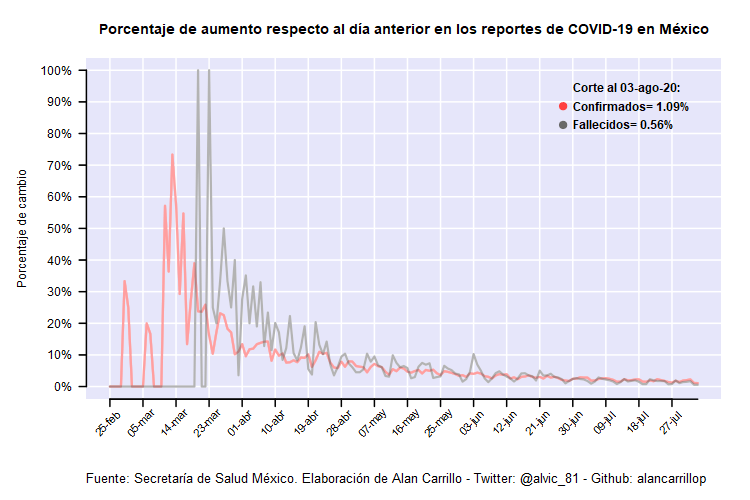 Porcentaje de aumento respecto al día anterior en los reportes de COVID-19 en México
Corte al 03-ago-20:
Confirmados= 1.09%
Fallecidos= 0.56%
Porcentaje de cambio
100%
90%
80%
70%
60%
50%
40%
30%
20%
10%
0%
25-feb
05-mar
14-mar
23-mar
01-abr
10-abr
19-abr
28-abr
07-may
16-may
25-may
03-jun
12-jun
21-jun
30-jun
09-jul
18-jul
27-jul
Fuente: Secretaría de Salud México. Elaboración de Alan Carrillo - Twitter: @alvic_81 - Github: alancarrillop